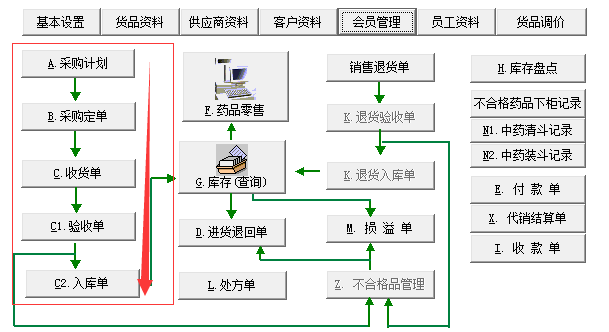 基本设置 货品资料 供应商资料 客户资料 会员管理 员工资料 货品调价
A. 采购计划
B. 采购定单
C. 收货单
C1. 验收单
C2. 入库单
F. 药品零售
G. 库存(查询)
D. 进货退回单
L. 处方单
销售退货单
K. 退货验收单
K. 退货入库单
M. 损 溢 单
Z. 不合格品管理
H. 库存盘点
不合格药品下柜记录
N1. 中药清斗记录
N2. 中药装斗记录
E. 付 款 单
X. 代销结算单
I. 收 款 单